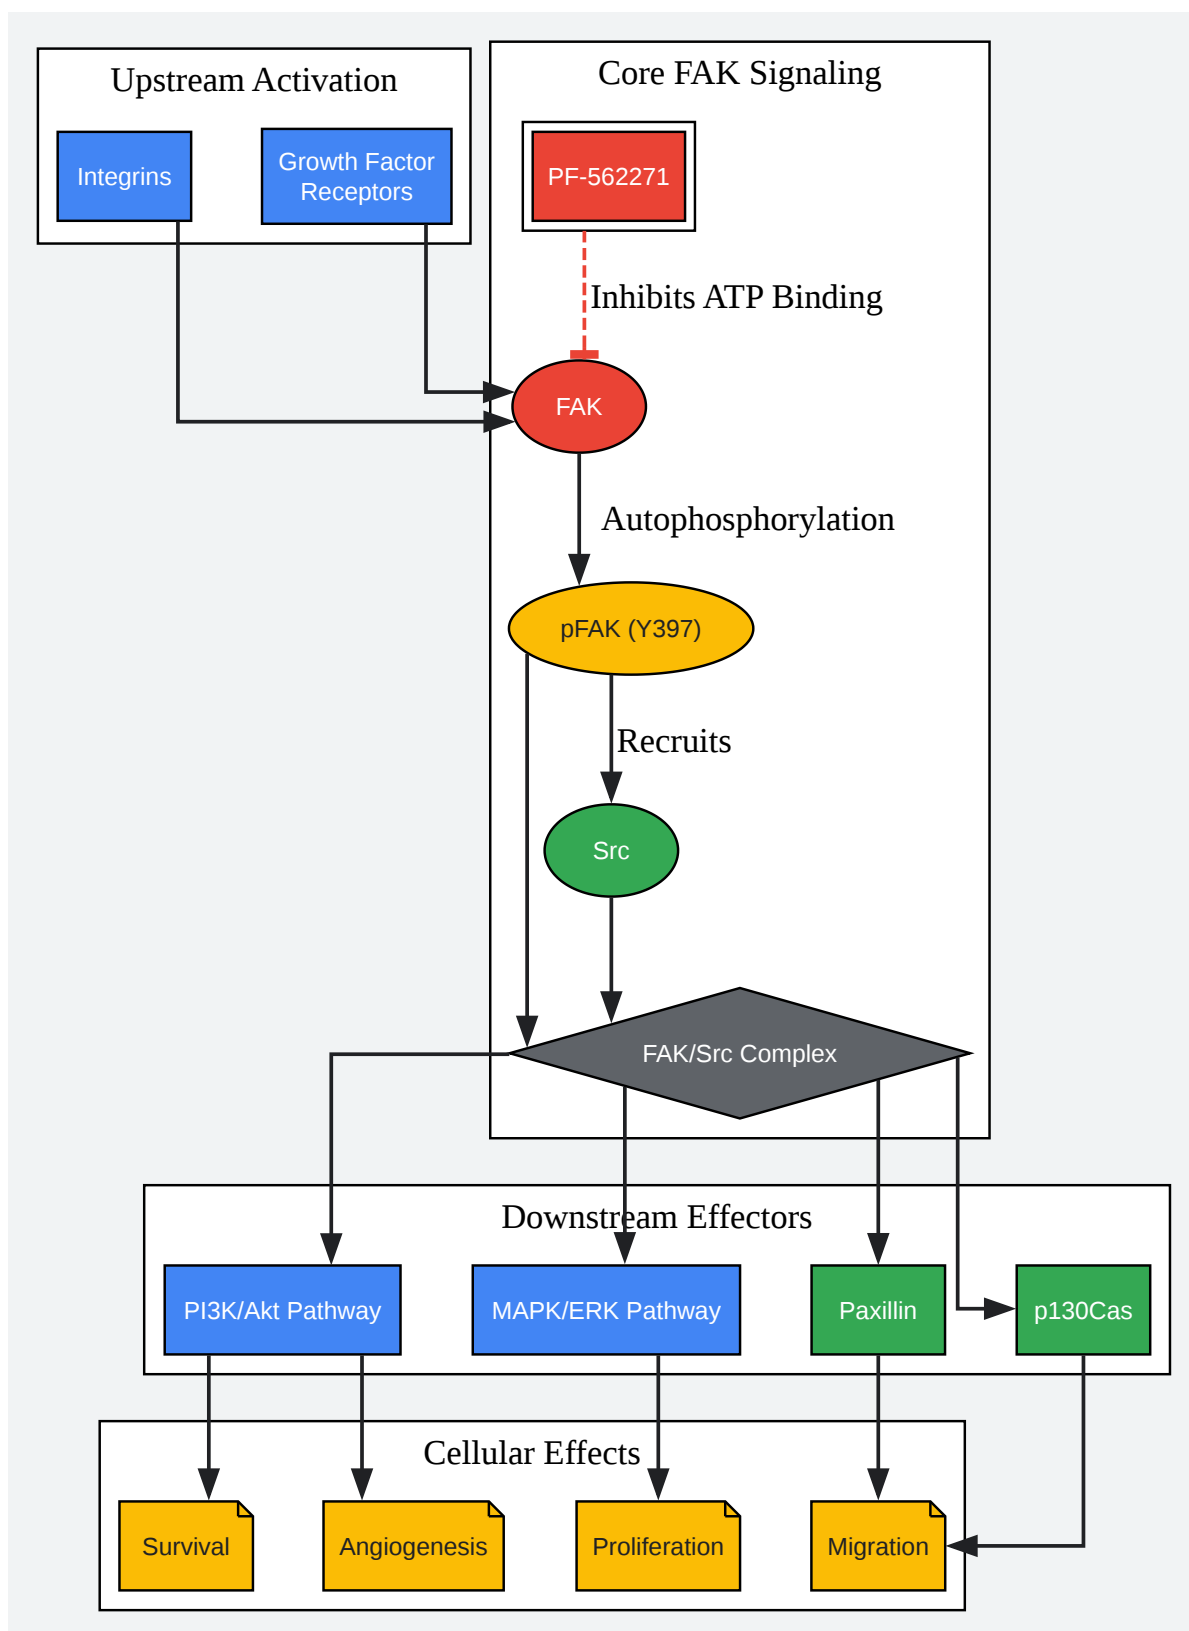 Upstream Activation
Core FAK Signaling
Integrins
Growth Factor
Receptors
PF-562271
Inhibits ATP Binding
FAK
Autophosphorylation
pFAK (Y397)
Recruits
Src
FAK/Src Complex
Downstream Effectors
PI3K/Akt Pathway
MAPK/ERK Pathway
Paxillin
p130Cas
Cellular Effects
Survival
Angiogenesis
Proliferation
Migration